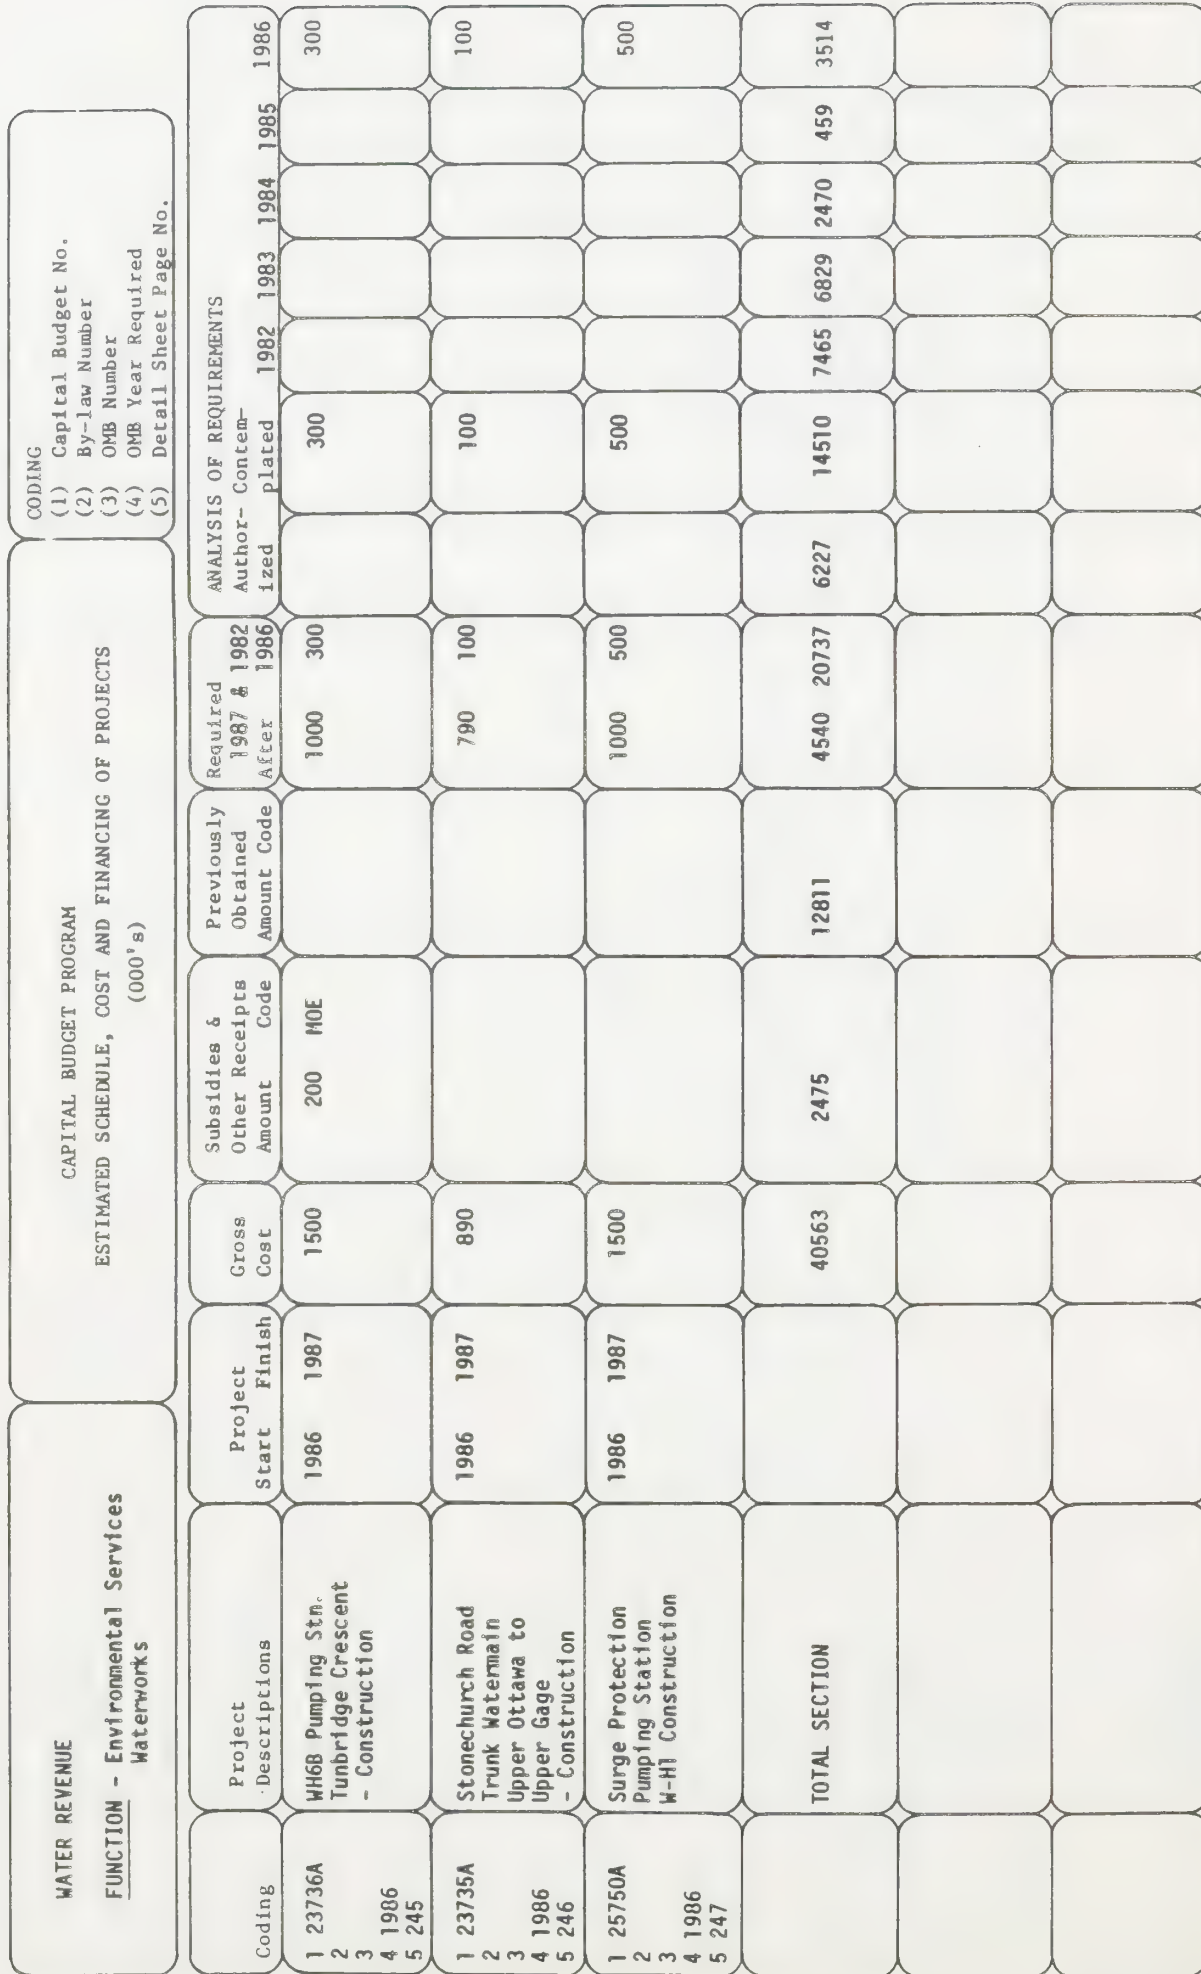 WATER REVENUE
FUNCTION - Environmental Services
Waterworks
CAPITAL BUDGET PROGRAM
ESTIMATED SCHEDULE, COST AND FINANCING OF PROJECTS
(000's)
CODING
(1) Capital Budget No.
(2) By-law Number
(3) OMB Number
(4) OMB Year Required
(5) Detail Sheet Page No.
Coding
Project
Descriptions
Project
Start Finish
Gross
Cost
Subsidies &
Other Receipts
Amount Code
Previously
Obtained
Amount Code
Required
1987 & 1982
After 1986
ANALYSIS OF REQUIREMENTS
Author- Contem-
ized plated 1982 1983 1984 1985 1986
1 23736A
2
3
4 1986
5 245
WH6B Pumping Stn.
Tunbridge Crescent
- Construction
1986 1987 1500 200 MOE 1000 300 300 300
1 23735A
2
3
4 1986
5 246
Stonechurch Road
Trunk Watermain
Upper Ottawa to
Upper Gage
- Construction
1986 1987 890 790 100 100 100
1 25750A
2
3
4 1986
5 247
Surge Protection
Pumping Station
W-H1 Construction
1986 1987 1500 1000 500 500 500
TOTAL SECTION 40563 2475 12811 4540 20737 6227 14510 7465 6829 2470 459 3514